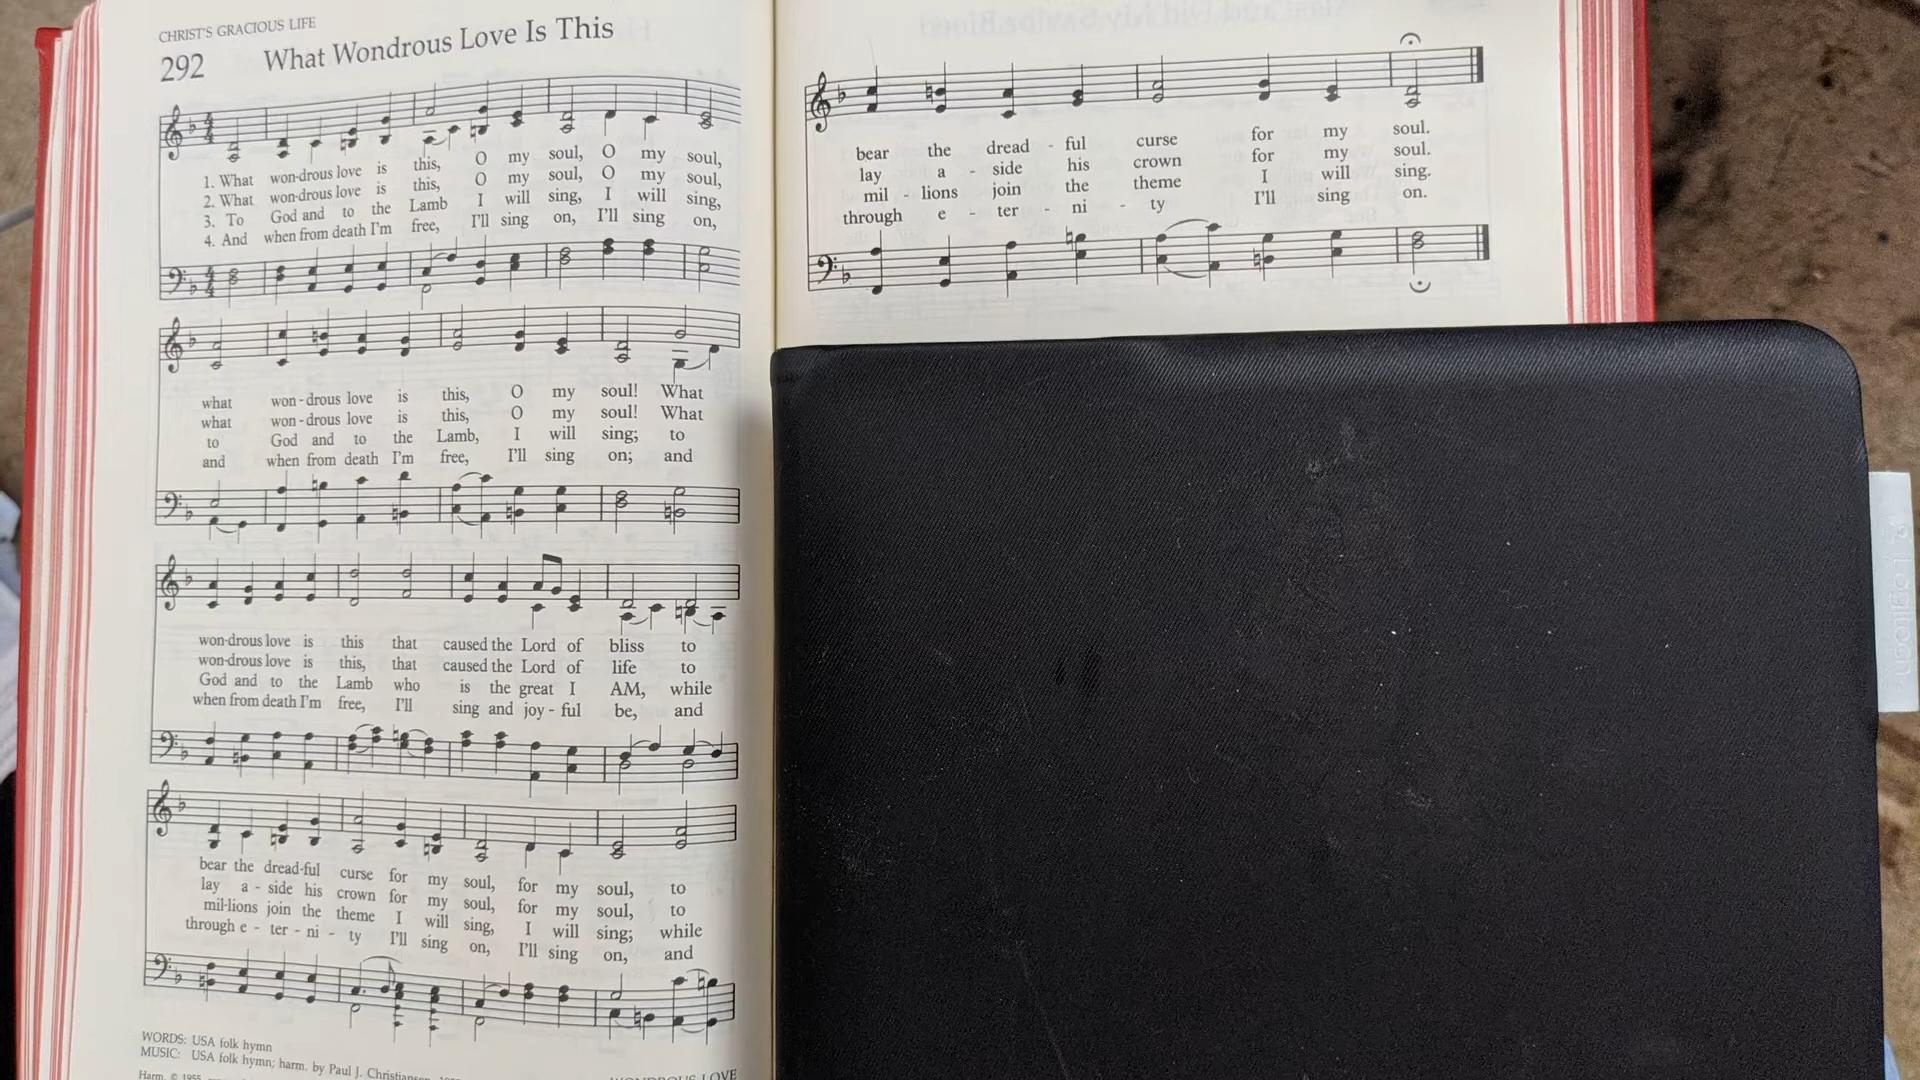 CHRIST'S GRACIOUS LIFE
292 What Wondrous Love Is This
1. What won-drous love is this, O my soul, O my soul,
2. What won-drous love is this, O my soul, O my soul,
3. To God and to the Lamb I will sing, I will sing,
4. And when from death I'm free, I'll sing on, I'll sing on,
what won-drous love is this, O my soul! What
what won-drous love is this, O my soul! What
to God and to the Lamb, I will sing; to
and when from death I'm free, I'll sing on; and
won-drous love is this that caused the Lord of bliss to
won-drous love is this, that caused the Lord of life to
God and to the Lamb who is the great I AM, while
when from death I'm free, I'll sing and joy-ful be, and
bear the dread-ful curse for my soul, for my soul, to
lay a-side his crown for my soul, for my soul, to
mil-lions join the theme I will sing, I will sing; while
through e-ter-ni-ty I'll sing on, I'll sing on, and
WORDS: USA folk hymn
MUSIC: USA folk hymn; harm. by Paul J. Christiansen,
Harm. © 1955,
WONDROUS LOVE
bear the dread-ful curse for my soul.
lay a-side his crown for my soul.
mil-lions join the theme I will sing.
through e-ter-ni-ty I'll sing on.